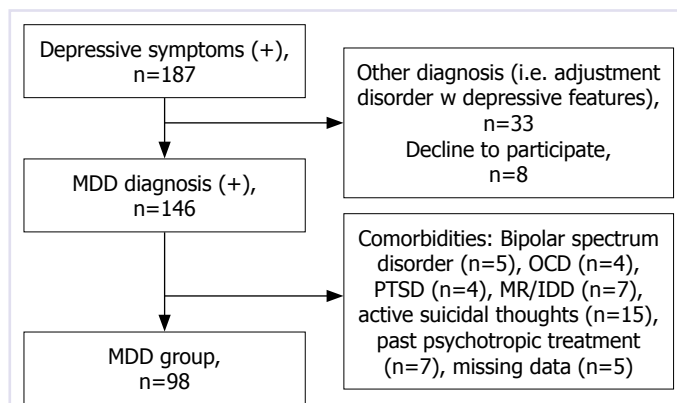 Depressive symptoms (+),
n=187
Other diagnosis (i.e. adjustment
disorder w depressive features),
n=33
Decline to participate,
n=8
MDD diagnosis (+),
n=146
Comorbidities: Bipolar spectrum
disorder (n=5), OCD (n=4),
PTSD (n=4), MR/IDD (n=7),
active suicidal thoughts (n=15),
past psychotropic treatment
(n=7), missing data (n=5)
MDD group,
n=98